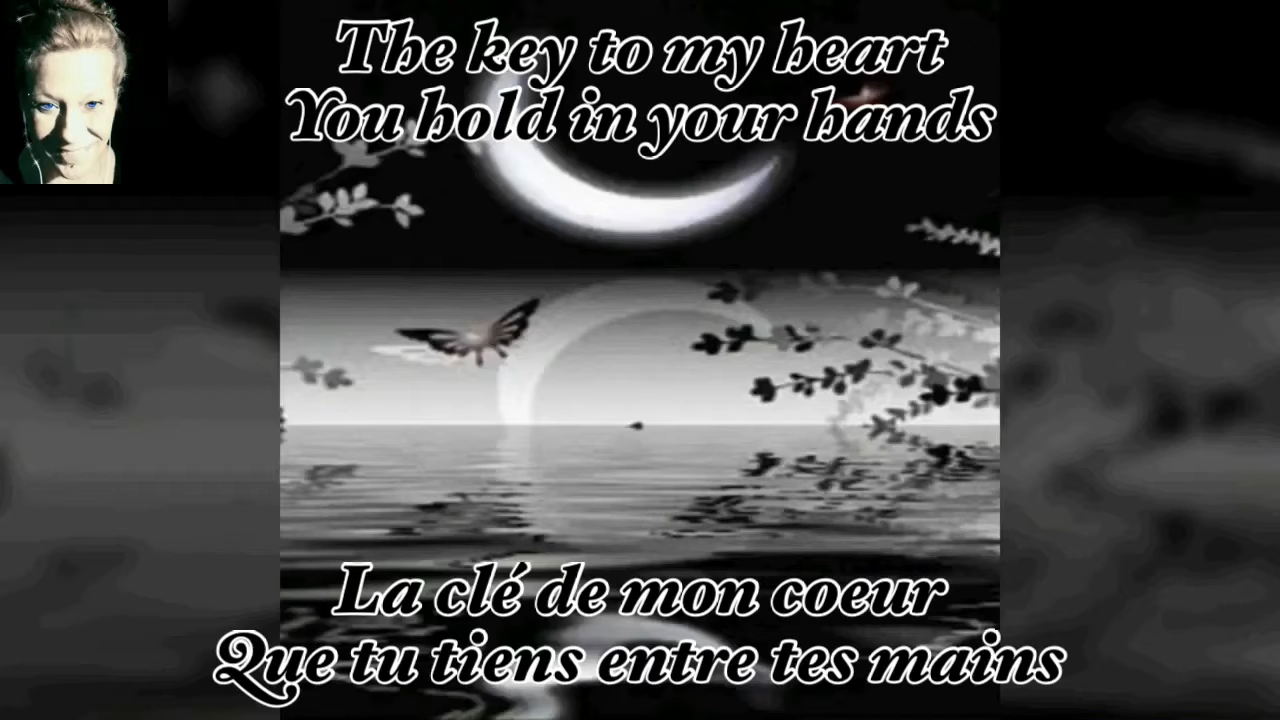 The key to my heart
You hold in your hands
La clé de mon coeur
Que tu tiens entre tes mains